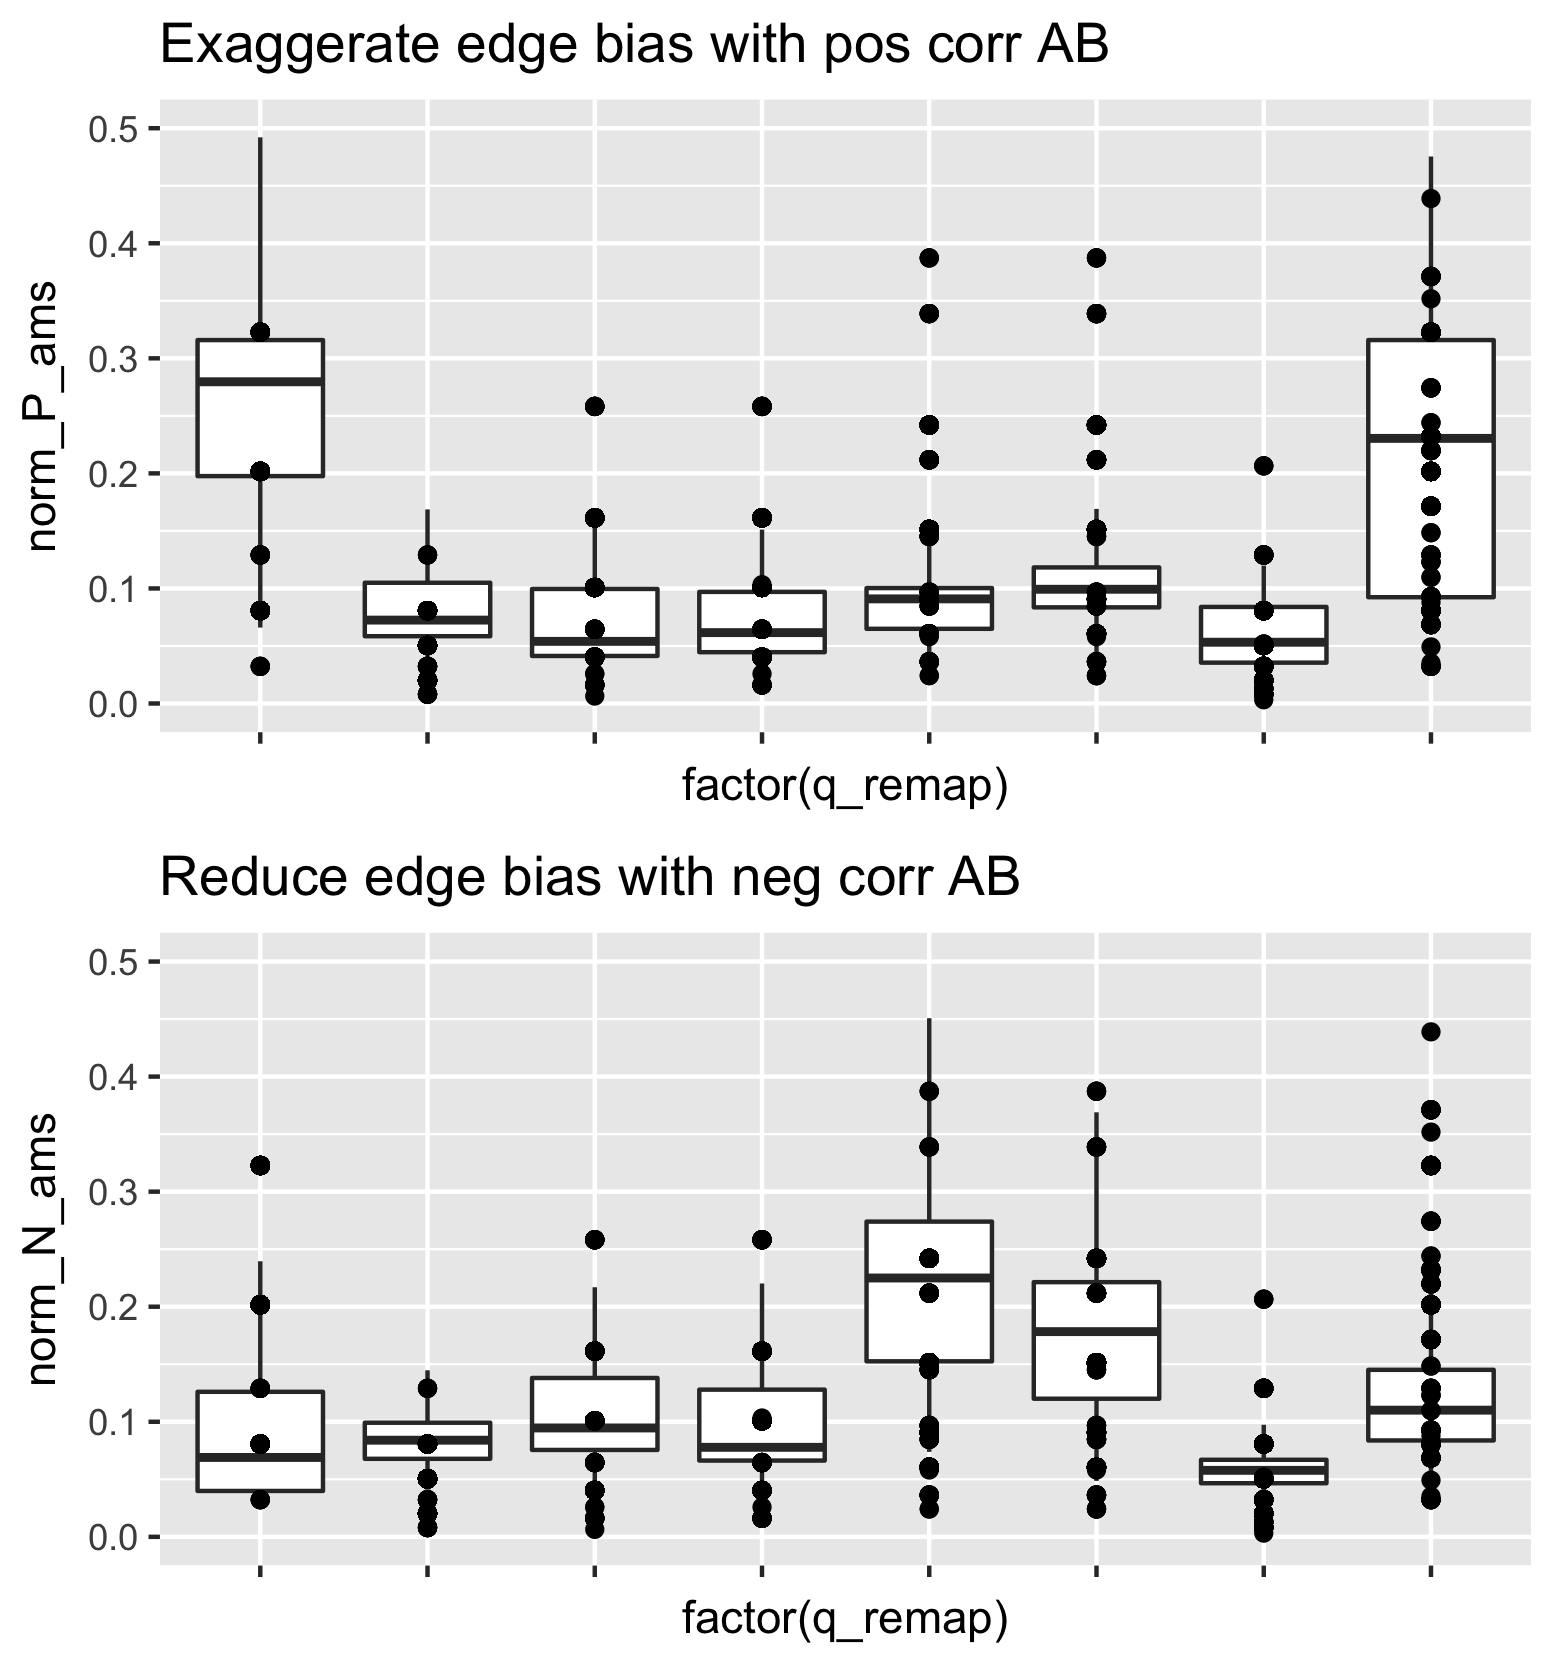 Exaggerate edge bias with pos corr AB
norm_P_ams
0.5
0.4
0.3
0.2
0.1
0.0
factor(q_remap)
Reduce edge bias with neg corr AB
norm_N_ams
0.5
0.4
0.3
0.2
0.1
0.0
factor(q_remap)